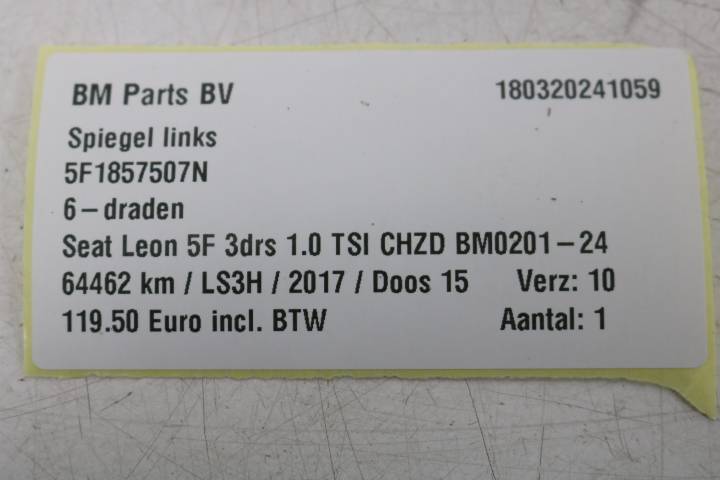 BM Parts BV 180320241059
Spiegel links
5F1857507N
6-draden
Seat Leon 5F 3drs 1.0 TSI CHZD BM0201-24
64462 km / LS3H / 2017 / Doos 15 Verz: 10
119.50 Euro incl. BTW Aantal: 1